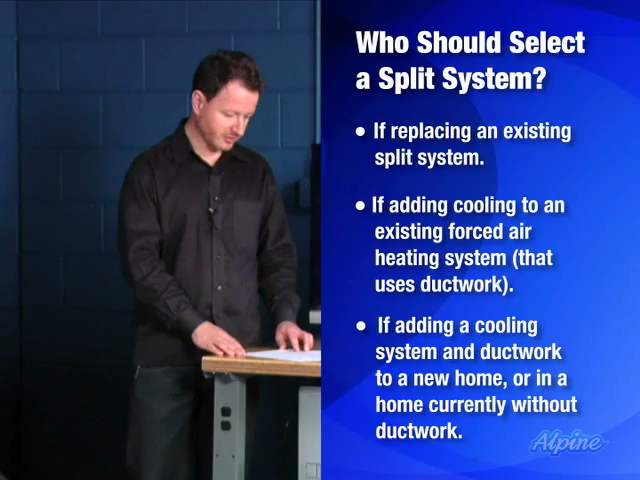 Who Should Select
a Split System?
● If replacing an existing
split system.
● If adding cooling to an
existing forced air
heating system (that
uses ductwork).
● If adding a cooling
system and ductwork
to a new home, or in a
home currently without
ductwork.
Alpine